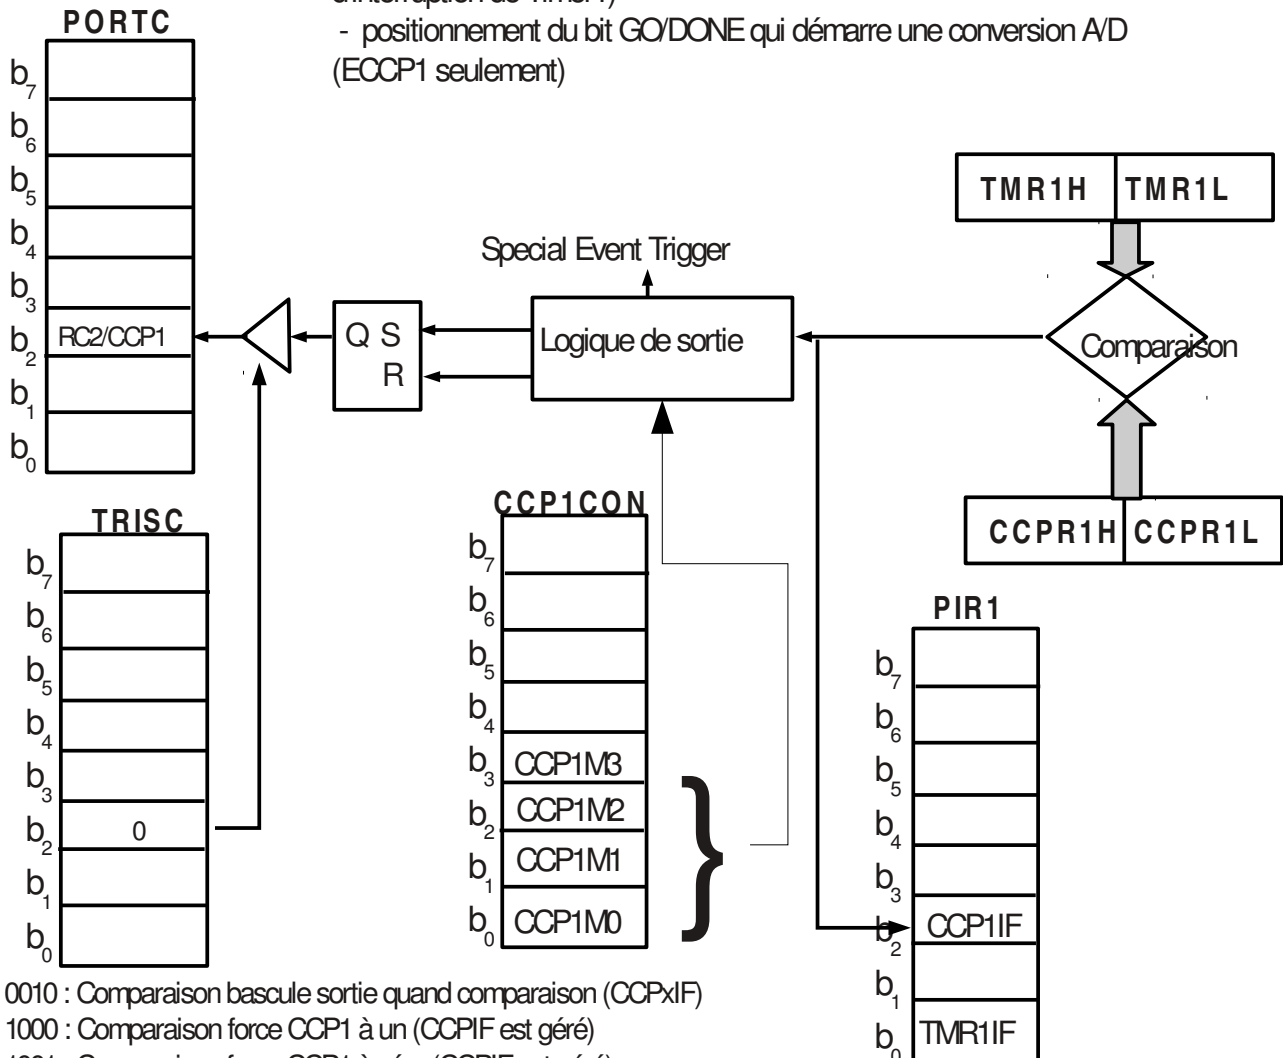 - positionnement du bit GO/DONE qui démarre une conversion A/D
(ECCP1 seulement)
PORTC
b7
b6
b5
b4
b3
b2 RC2/CCP1
b1
b0
TMR1H TMR1L
Special Event Trigger
Q S
R
Logique de sortie
Comparaison
CCPR1H CCPR1L
TRISC
b7
b6
b5
b4
b3
b2 0
b1
b0
CCP1CON
b7
b6
b5
b4
b3 CCP1M3
b2 CCP1M2
b1 CCP1M1
b0 CCP1M0
}
PIR1
b7
b6
b5
b4
b3
b2 CCP1IF
b1
b0 TMR1IF
0010 : Comparaison bascule sortie quand comparaison (CCPxIF)
1000 : Comparaison force CCP1 à un (CCPIF est géré)